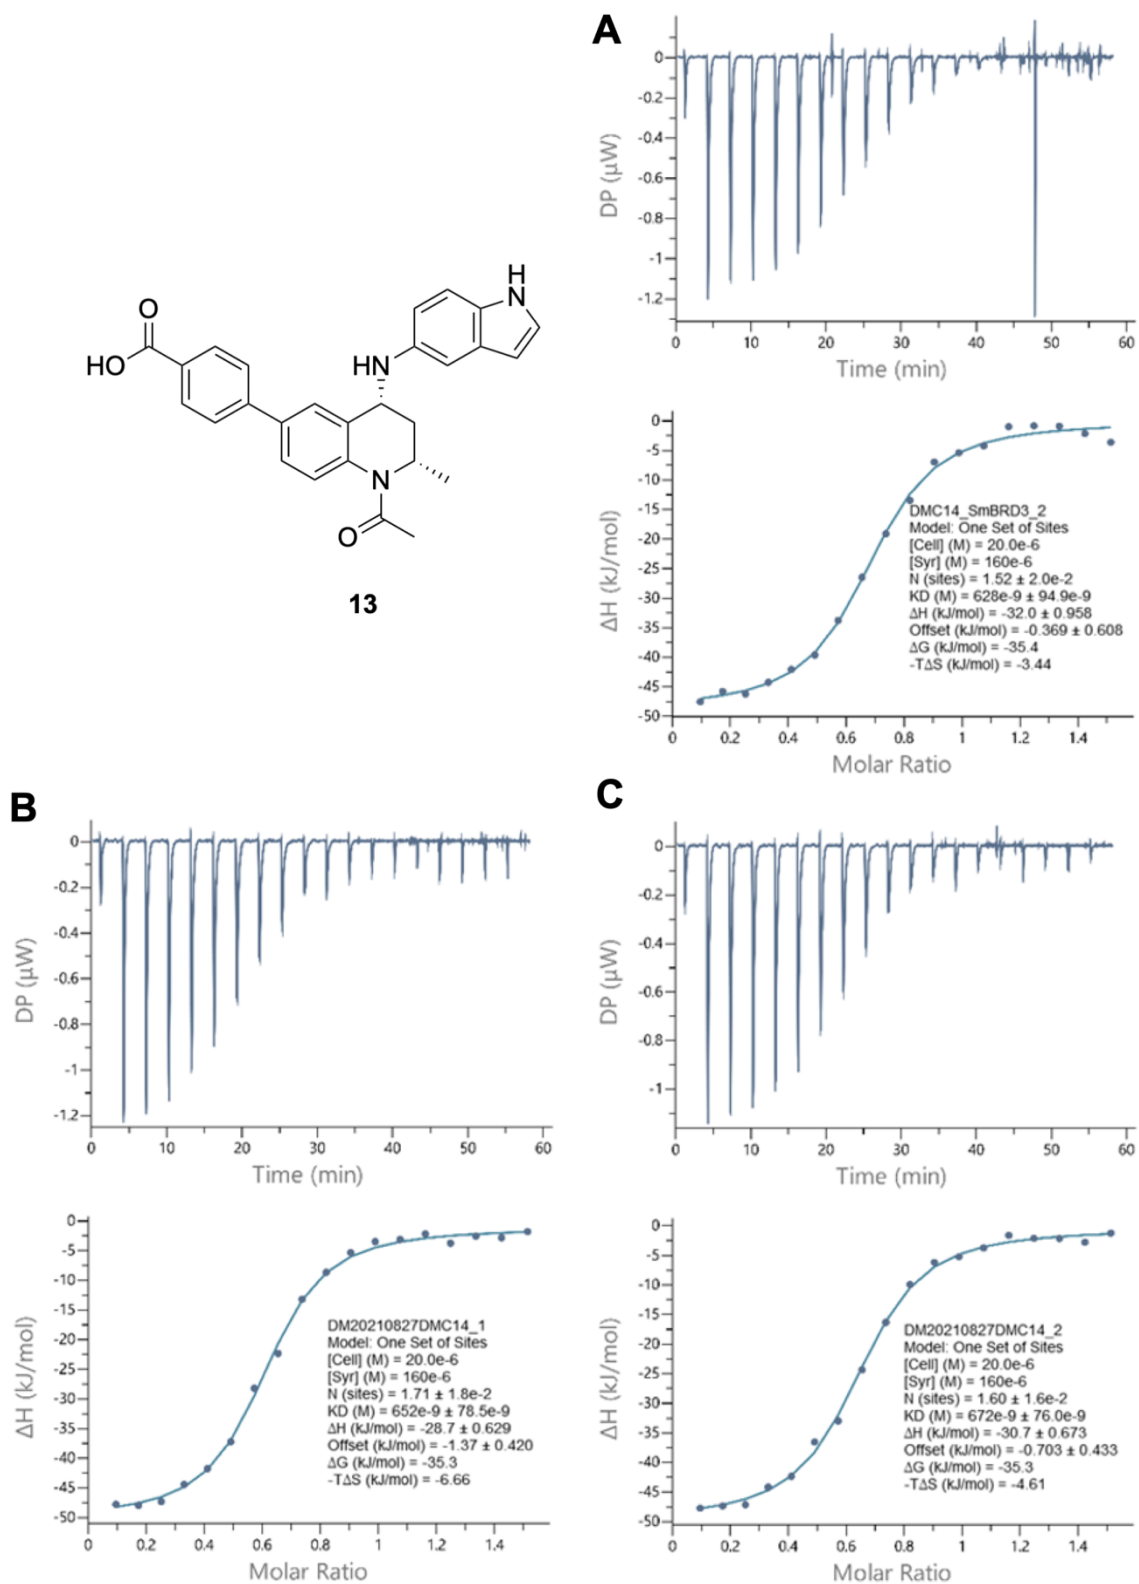 A
0
-0.2
-0.4
-0.6
-0.8
-1
-1.2
DP (µW)
0 10 20 30 40 50 60
Time (min)
O
HO
H
N
HN
N
O
13
0
-5
-10
-15
-20
-25
-30
-35
-40
-45
-50
ΔH (kJ/mol)
DMC14_SmBRD3_2
Model: One Set of Sites
[Cell] (M) = 20.0e-6
[Syr] (M) = 160e-6
N (sites) = 1.52 ± 2.0e-2
KD (M) = 628e-9 ± 94.9e-9
ΔH (kJ/mol) = -32.0 ± 0.958
Offset (kJ/mol) = -0.369 ± 0.608
ΔG (kJ/mol) = -35.4
-TΔS (kJ/mol) = -3.44
0 0.2 0.4 0.6 0.8 1 1.2 1.4
Molar Ratio
B
0
-0.2
-0.4
-0.6
-0.8
-1
-1.2
DP (µW)
0 10 20 30 40 50 60
Time (min)
0
-5
-10
-15
-20
-25
-30
-35
-40
-45
-50
ΔH (kJ/mol)
DM20210827DMC14_1
Model: One Set of Sites
[Cell] (M) = 20.0e-6
[Syr] (M) = 160e-6
N (sites) = 1.71 ± 1.8e-2
KD (M) = 652e-9 ± 78.5e-9
ΔH (kJ/mol) = -28.7 ± 0.629
Offset (kJ/mol) = -1.37 ± 0.420
ΔG (kJ/mol) = -35.3
-TΔS (kJ/mol) = -6.66
0 0.2 0.4 0.6 0.8 1 1.2 1.4
Molar Ratio
C
0
-0.2
-0.4
-0.6
-0.8
-1
DP (µW)
0 10 20 30 40 50 60
Time (min)
0
-5
-10
-15
-20
-25
-30
-35
-40
-45
-50
ΔH (kJ/mol)
DM20210827DMC14_2
Model: One Set of Sites
[Cell] (M) = 20.0e-6
[Syr] (M) = 160e-6
N (sites) = 1.60 ± 1.6e-2
KD (M) = 672e-9 ± 76.0e-9
ΔH (kJ/mol) = -30.7 ± 0.673
Offset (kJ/mol) = -0.703 ± 0.433
ΔG (kJ/mol) = -35.3
-TΔS (kJ/mol) = -4.61
0 0.2 0.4 0.6 0.8 1 1.2 1.4
Molar Ratio